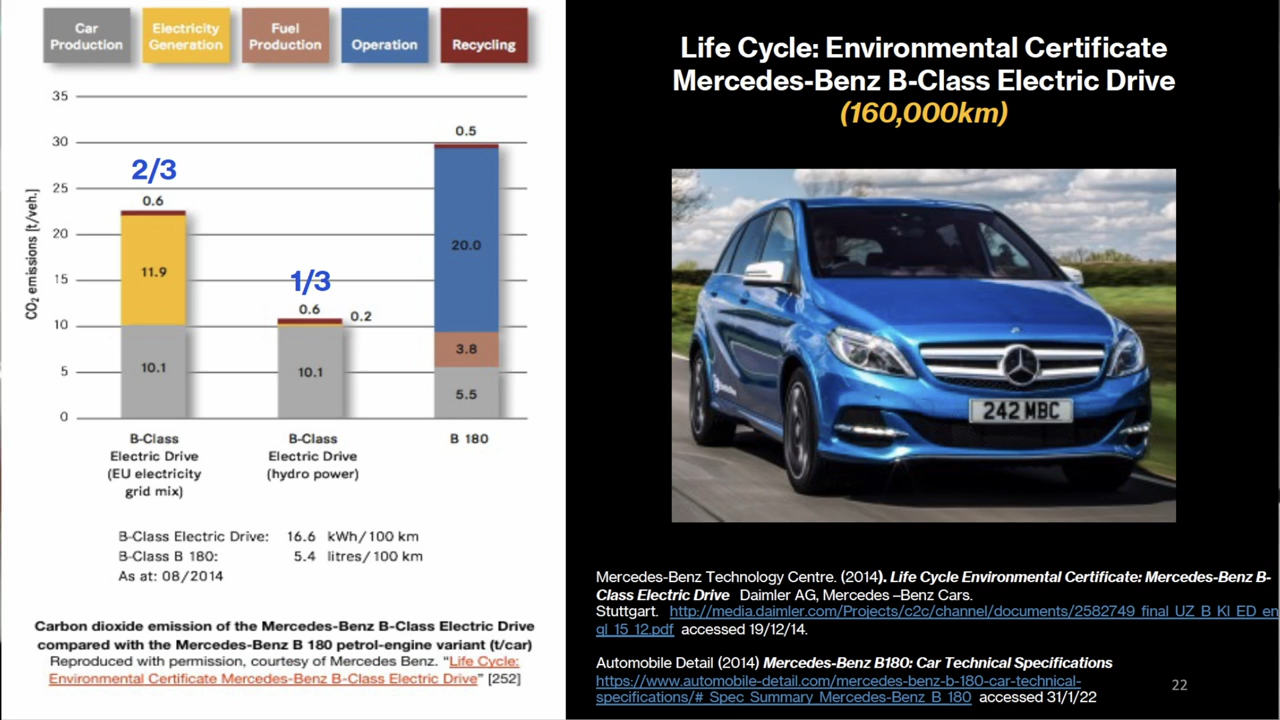 Car
Production
Electricity
Generation
Fuel
Production
Operation
Recycling
35
30
25
20
15
10
5
0
CO₂ emissions [t/veh.]
2/3
0.6
11.9
10.1
1/3
0.6
0.2
10.1
0.5
20.0
3.8
5.5
B-Class
Electric Drive
(EU electricity
grid mix)
B-Class
Electric Drive
(hydro power)
B 180
B-Class Electric Drive: 16.6 kWh/100 km
B-Class B 180: 5.4 litres/100 km
As at: 08/2014
Carbon dioxide emission of the Mercedes-Benz B-Class Electric Drive
compared with the Mercedes-Benz B 180 petrol-engine variant (t/car)
Reproduced with permission, courtesy of Mercedes Benz. "Life Cycle:
Environmental Certificate Mercedes-Benz B-Class Electric Drive" [252]
Life Cycle: Environmental Certificate
Mercedes-Benz B-Class Electric Drive
(160,000km)
242 MBC
Mercedes-Benz Technology Centre. (2014). Life Cycle Environmental Certificate: Mercedes-Benz B-
Class Electric Drive Daimler AG, Mercedes –Benz Cars.
Stuttgart. http://media.daimler.com/Projects/c2c/channel/documents/2582749_final_UZ_B_Kl_ED_en
gl_15_12.pdf accessed 19/12/14.
Automobile Detail (2014) Mercedes-Benz B180: Car Technical Specifications
https://www.automobile-detail.com/mercedes-benz-b-180-car-technical-
specifications/#_Spec_Summary_Mercedes-Benz_B_180 accessed 31/1/22
22